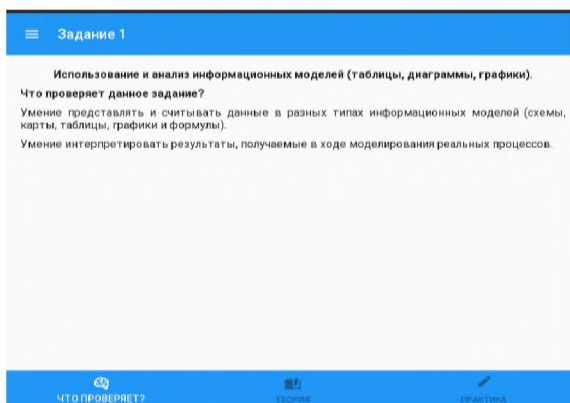 Задание 1
Использование и анализ информационных моделей (таблицы, диаграммы, графики).
Что проверяет данное задание?
Умение представлять и считывать данные в разных типах информационных моделей (схемы,
карты, таблицы, графики и формулы).
Умение интерпретировать результаты, получаемые в ходе моделирования реальных процессов.
ЧТО ПРОВЕРЯЕТ?
ТЕОРИЯ
ПРАКТИКА